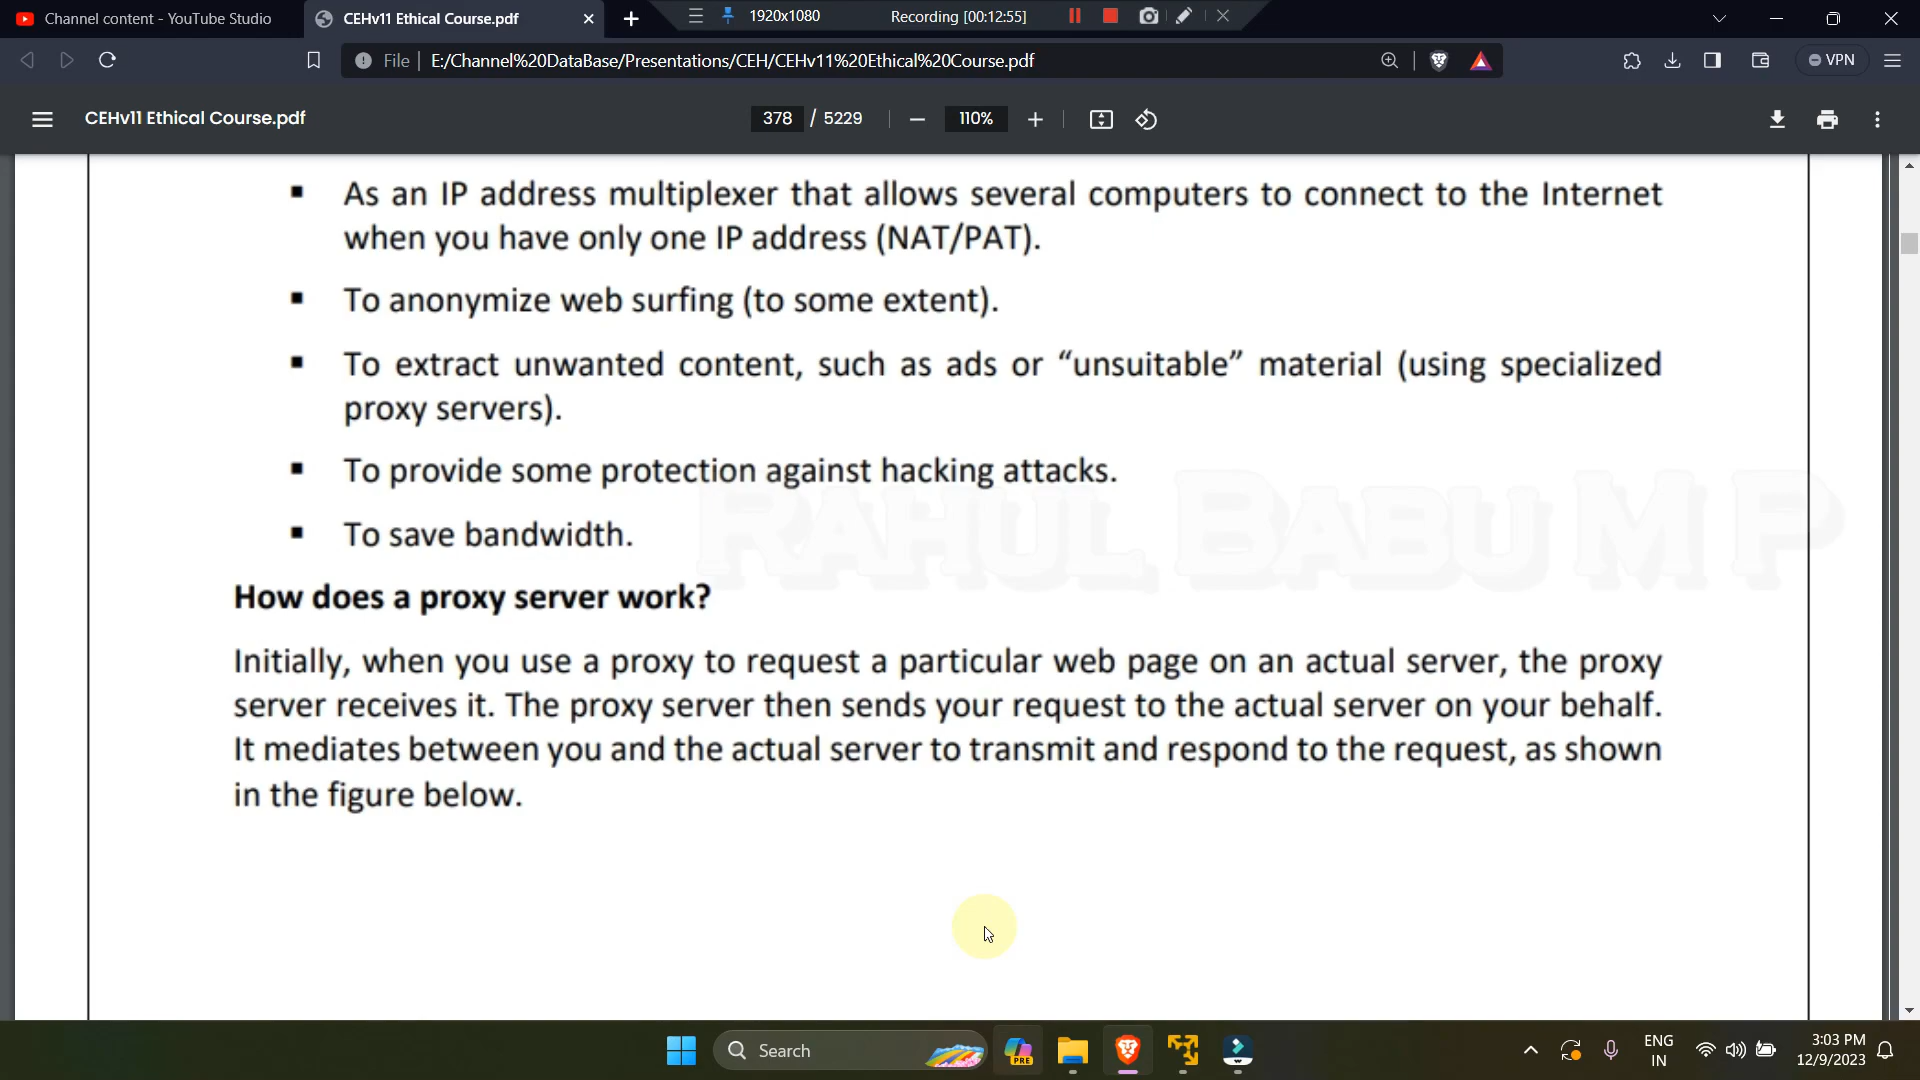 Channel content - YouTube Studio
CEHv11 Ethical Course.pdf
1920x1080
Recording [00:12:55]
File
E:/Channel%20DataBase/Presentations/CEH/CEHv11%20Ethical%20Course.pdf
VPN
CEHv11 Ethical Course.pdf
378 / 5229
110%
▪ As an IP address multiplexer that allows several computers to connect to the Internet
when you have only one IP address (NAT/PAT).
▪ To anonymize web surfing (to some extent).
▪ To extract unwanted content, such as ads or “unsuitable” material (using specialized
proxy servers).
▪ To provide some protection against hacking attacks.
RAHUL BABU M P
▪ To save bandwidth.
How does a proxy server work?
Initially, when you use a proxy to request a particular web page on an actual server, the proxy
server receives it. The proxy server then sends your request to the actual server on your behalf.
It mediates between you and the actual server to transmit and respond to the request, as shown
in the figure below.
Search
PRE
ENG
IN
3:03 PM
12/9/2023